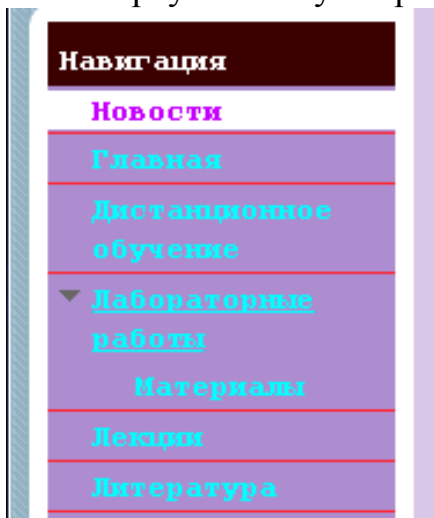 Навигация
Новости
Главная
Дистанционное
обучение
Лабораторные
работы
Материалы
Лекции
Литература